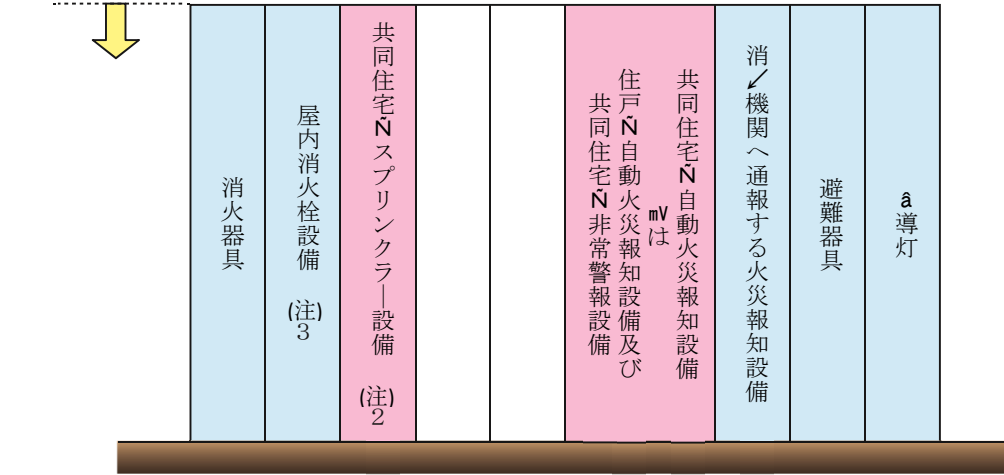 消火器具
屋内消火栓設備 (注)3
共同住宅Ñスプリンクラー設備 (注)2
共同住宅Ñ自動火災報知設備
mVは
住戸Ñ自動火災報知設備及び
共同住宅Ñ非常警報設備
消↙機関へ通報する火災報知設備
避難器具
â導灯